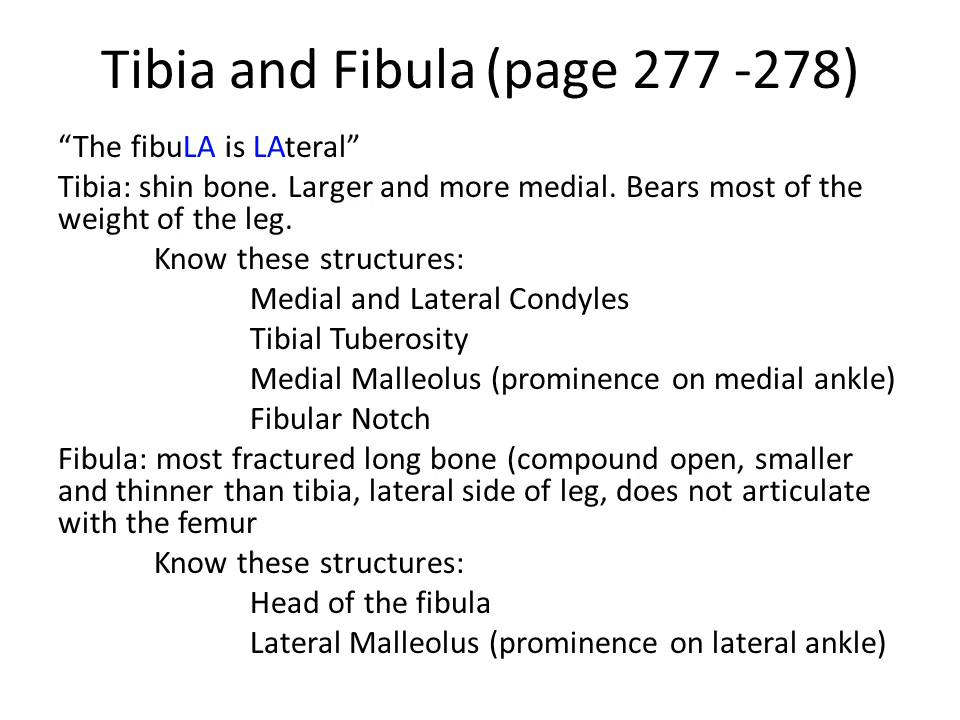 Tibia and Fibula (page 277 -278)
“The fibuLA is LAteral”
Tibia: shin bone. Larger and more medial. Bears most of the
weight of the leg.
Know these structures:
Medial and Lateral Condyles
Tibial Tuberosity
Medial Malleolus (prominence on medial ankle)
Fibular Notch
Fibula: most fractured long bone (compound open, smaller
and thinner than tibia, lateral side of leg, does not articulate
with the femur
Know these structures:
Head of the fibula
Lateral Malleolus (prominence on lateral ankle)